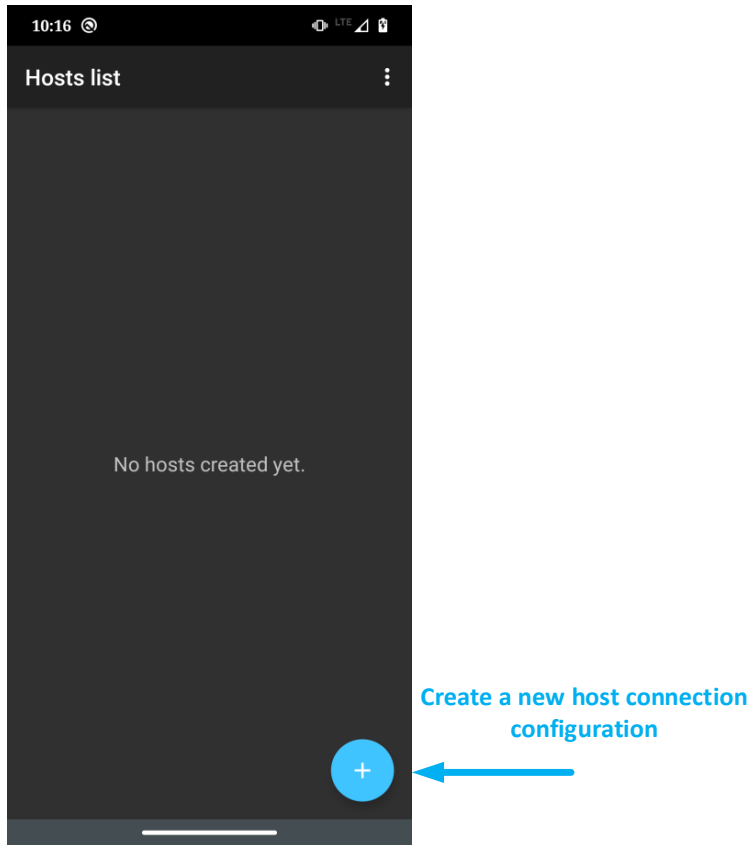 10:16
LTE
Hosts list
No hosts created yet.
Create a new host connection
configuration